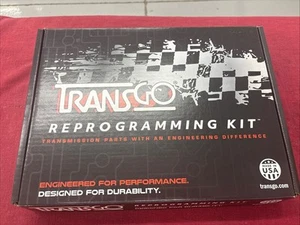 TRANSGO
REPROGRAMMING KIT™
TRANSMISSION PARTS WITH AN ENGINEERING DIFFERENCE
ENGINEERED FOR PERFORMANCE.
DESIGNED FOR DURABILITY.
MADE IN
USA
transgo.com